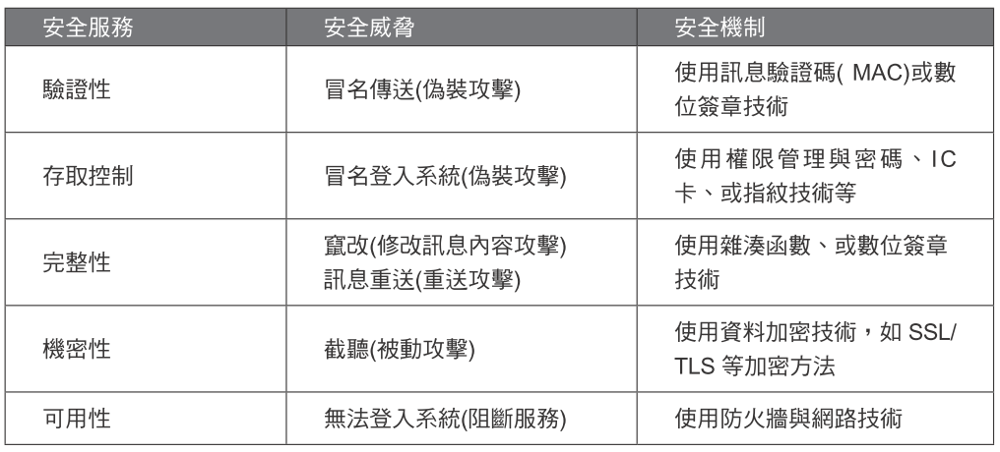 安全服務 安全威脅 安全機制
驗證性 冒名傳送(偽裝攻擊) 使用訊息驗證碼( MAC)或數
位簽章技術
存取控制 冒名登入系統(偽裝攻擊) 使用權限管理與密碼、IC
卡、或指紋技術等
完整性 竄改(修改訊息內容攻擊) 使用雜湊函數、或數位簽章
訊息重送(重送攻擊) 技術
機密性 截聽(被動攻擊) 使用資料加密技術，如 SSL/
TLS 等加密方法
可用性 無法登入系統(阻斷服務) 使用防火牆與網路技術